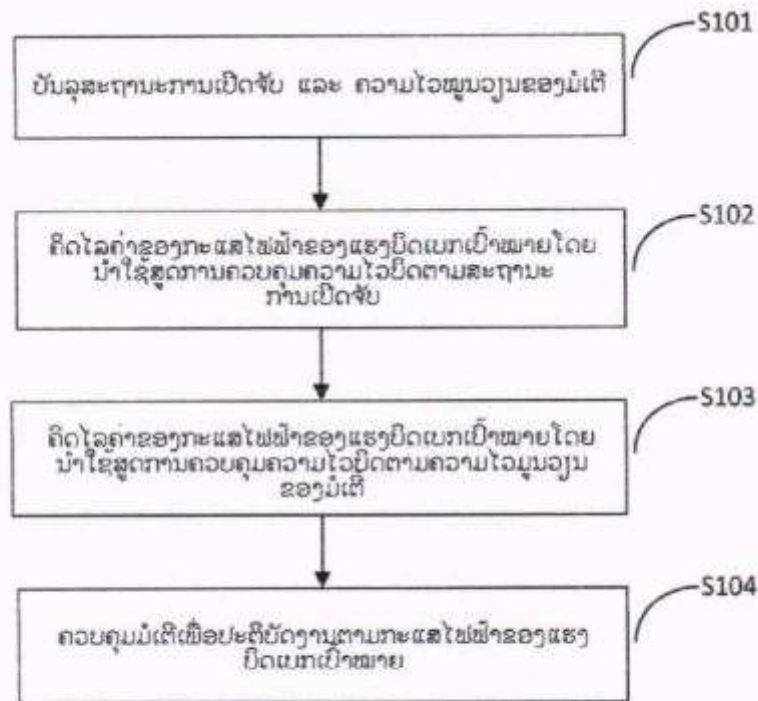 S101
ບັນລຸສະຖານະການເປີດຈັບ ແລະ ຄວາມໄວໝູນວຽນຂອງມໍເຕີ
S102
ຄິດໄລຄ່າຂອງກະແສໄຟຟ້າຂອງແຮງບິດເບກເປົ້າໝາຍໂດຍ
ນຳໃຊ້ສູດການຄວບຄຸມຄວາມໄວບິດຕາມສະຖານະ
ການເປີດຈັບ
S103
ຄິດໄລຄ່າຂອງກະແສໄຟຟ້າຂອງແຮງບິດເບກເປົ້າໝາຍໂດຍ
ນຳໃຊ້ສູດການຄວບຄຸມຄວາມໄວບິດຕາມຄວາມໄວມູນວຽນ
ຂອງມໍເຕີ
S104
ຄວບຄຸມມໍເຕີເພື່ອປະຕິບັດງານຕາມກະແສໄຟຟ້າຂອງແຮງ
ບິດເບກເປົ້າໝາຍ